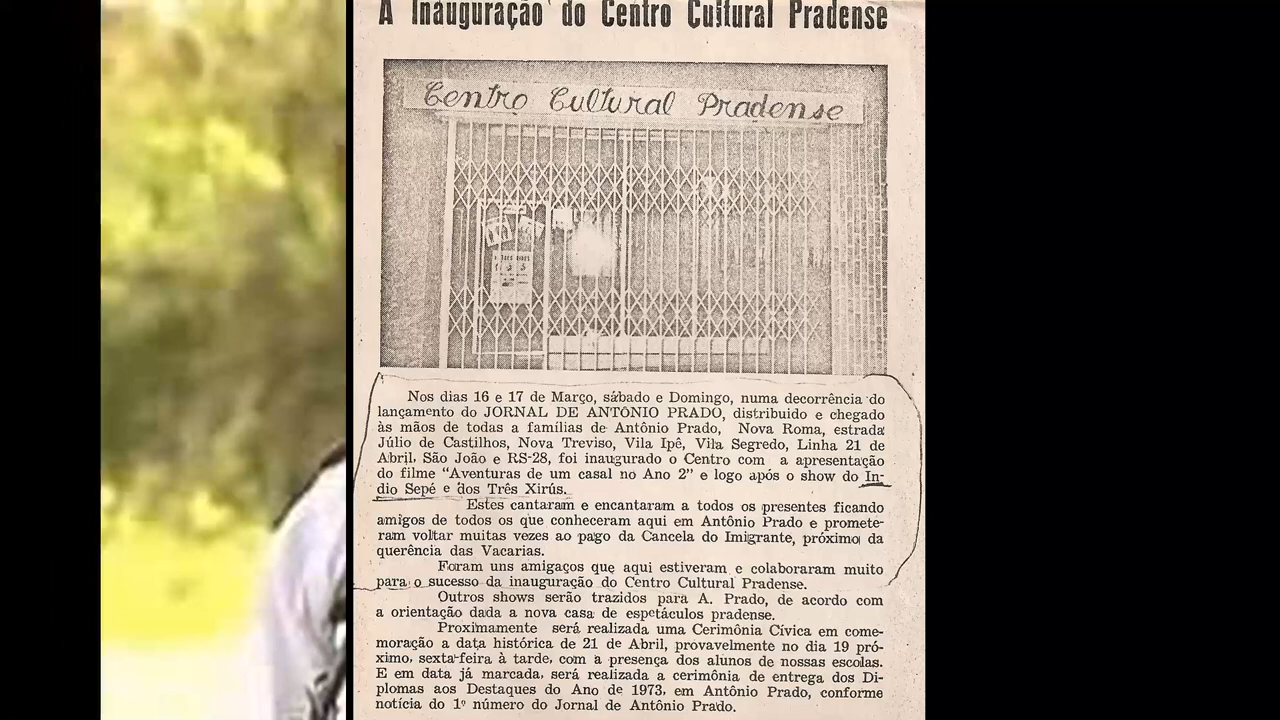 A Inauguração do Centro Cultural Pradense
Centro Cultural Pradense
Nos dias 16 e 17 de Março, sábado e Domingo, numa decorrência do
lançamento do JORNAL DE ANTÔNIO PRADO, distribuido e chegado
às mãos de todas a famílias de Antônio Prado, Nova Roma, estrada
Júlio de Castilhos, Nova Treviso, Vila Ipê, Vila Segredo, Linha 21 de
Abril, São João e RS-28, foi inaugurado o Centro com a apresentação
do filme "Aventuras de um casal no Ano 2" e logo após o show do In-
dio Sepé e dos Três Xirús.
Estes cantaram e encantaram a todos os presentes ficando
amigos de todos os que conheceram aqui em Antônio Prado e promete-
ram voltar muitas vezes ao pago da Cancela do Imigrante, próximo da
querência das Vacarias.
Foram uns amigaços que aqui estiveram e colaboraram muito
para o sucesso da inauguração do Centro Cultural Pradense.
Outros shows serão trazidos para A. Prado, de acordo com
a orientação dada a nova casa de espetáculos pradense.
Proximamente será realizada uma Cerimônia Cívica em come-
moração a data histórica de 21 de Abril, provavelmente no dia 19 pró-
ximo, sexta-feira à tarde, com a presença dos alunos de nossas escolas.
E em data já marcada, será realizada a cerimônia de entrega dos Di-
plomas aos Destaques do Ano de 1973, em Antônio Prado, conforme
notícia do 1º número do Jornal de Antônio Prado.